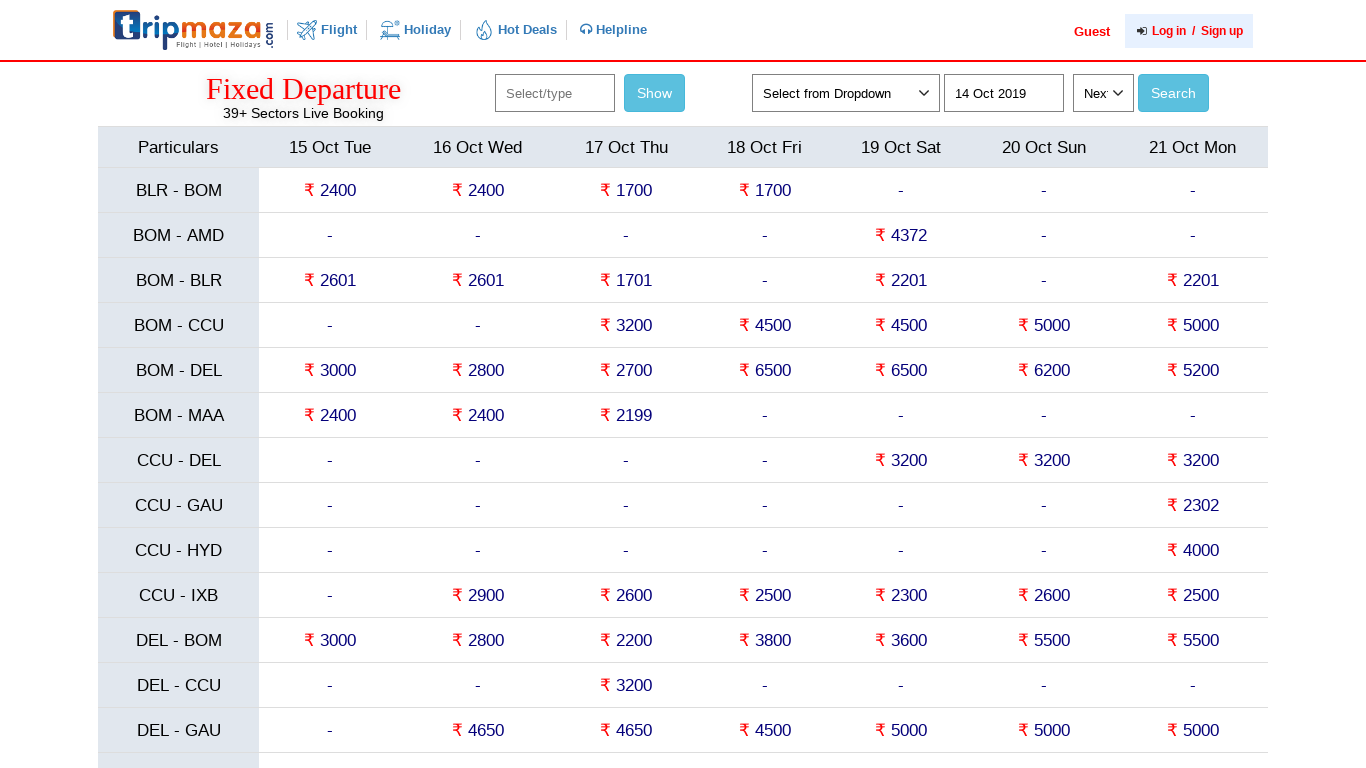 tripmaza.com Flight Holiday Hot Deals Helpline Guest Log in / Sign up
Flight | Hotel | Holidays
Fixed Departure Select/type Show Select from Dropdown 14 Oct 2019 Nex Search
39+ Sectors Live Booking
Particulars 15 Oct Tue 16 Oct Wed 17 Oct Thu 18 Oct Fri 19 Oct Sat 20 Oct Sun 21 Oct Mon
BLR - BOM ₹ 2400 ₹ 2400 ₹ 1700 ₹ 1700 - - -
BOM - AMD - - - - ₹ 4372 - -
BOM - BLR ₹ 2601 ₹ 2601 ₹ 1701 - ₹ 2201 - ₹ 2201
BOM - CCU - - ₹ 3200 ₹ 4500 ₹ 4500 ₹ 5000 ₹ 5000
BOM - DEL ₹ 3000 ₹ 2800 ₹ 2700 ₹ 6500 ₹ 6500 ₹ 6200 ₹ 5200
BOM - MAA ₹ 2400 ₹ 2400 ₹ 2199 - - - -
CCU - DEL - - - - ₹ 3200 ₹ 3200 ₹ 3200
CCU - GAU - - - - - - ₹ 2302
CCU - HYD - - - - - - ₹ 4000
CCU - IXB - ₹ 2900 ₹ 2600 ₹ 2500 ₹ 2300 ₹ 2600 ₹ 2500
DEL - BOM ₹ 3000 ₹ 2800 ₹ 2200 ₹ 3800 ₹ 3600 ₹ 5500 ₹ 5500
DEL - CCU - - ₹ 3200 - - - -
DEL - GAU - ₹ 4650 ₹ 4650 ₹ 4500 ₹ 5000 ₹ 5000 ₹ 5000